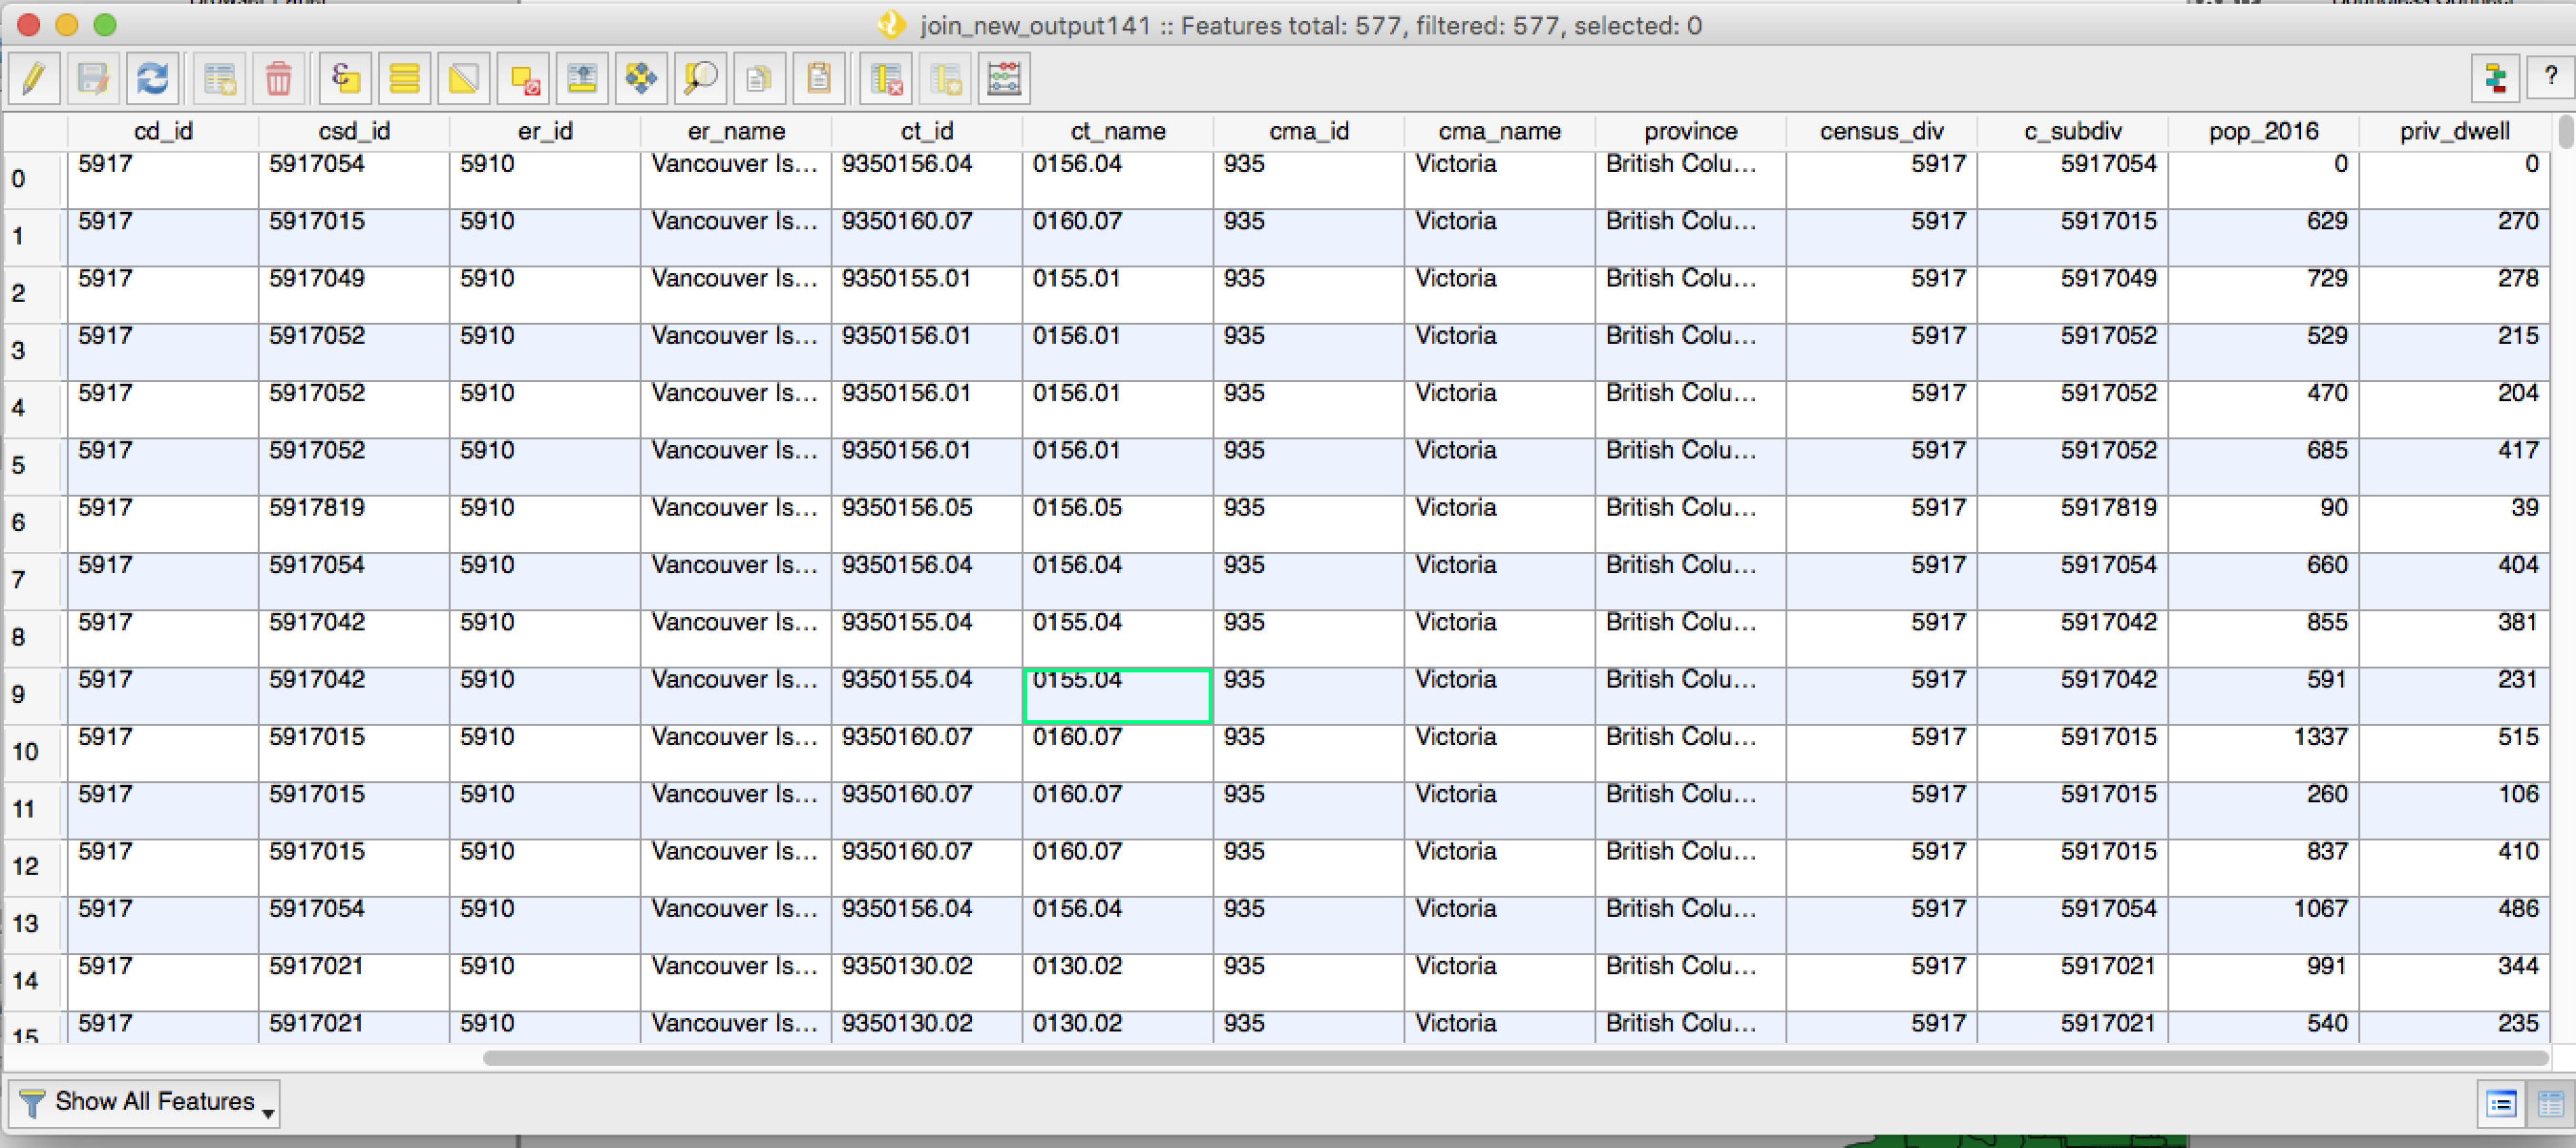 join_new_output141 :: Features total: 577, filtered: 577, selected: 0
?
cd_id csd_id er_id er_name ct_id ct_name cma_id cma_name province census_div c_subdiv pop_2016 priv_dwell
0 5917 5917054 5910 Vancouver Is... 9350156.04 0156.04 935 Victoria British Colu... 5917 5917054 0 0
1 5917 5917015 5910 Vancouver Is... 9350160.07 0160.07 935 Victoria British Colu... 5917 5917015 629 270
2 5917 5917049 5910 Vancouver Is... 9350155.01 0155.01 935 Victoria British Colu... 5917 5917049 729 278
3 5917 5917052 5910 Vancouver Is... 9350156.01 0156.01 935 Victoria British Colu... 5917 5917052 529 215
4 5917 5917052 5910 Vancouver Is... 9350156.01 0156.01 935 Victoria British Colu... 5917 5917052 470 204
5 5917 5917052 5910 Vancouver Is... 9350156.01 0156.01 935 Victoria British Colu... 5917 5917052 685 417
6 5917 5917819 5910 Vancouver Is... 9350156.05 0156.05 935 Victoria British Colu... 5917 5917819 90 39
7 5917 5917054 5910 Vancouver Is... 9350156.04 0156.04 935 Victoria British Colu... 5917 5917054 660 404
8 5917 5917042 5910 Vancouver Is... 9350155.04 0155.04 935 Victoria British Colu... 5917 5917042 855 381
9 5917 5917042 5910 Vancouver Is... 9350155.04 0155.04 935 Victoria British Colu... 5917 5917042 591 231
10 5917 5917015 5910 Vancouver Is... 9350160.07 0160.07 935 Victoria British Colu... 5917 5917015 1337 515
11 5917 5917015 5910 Vancouver Is... 9350160.07 0160.07 935 Victoria British Colu... 5917 5917015 260 106
12 5917 5917015 5910 Vancouver Is... 9350160.07 0160.07 935 Victoria British Colu... 5917 5917015 837 410
13 5917 5917054 5910 Vancouver Is... 9350156.04 0156.04 935 Victoria British Colu... 5917 5917054 1067 486
14 5917 5917021 5910 Vancouver Is... 9350130.02 0130.02 935 Victoria British Colu... 5917 5917021 991 344
15 5917 5917021 5910 Vancouver Is... 9350130.02 0130.02 935 Victoria British Colu... 5917 5917021 540 235
Show All Features